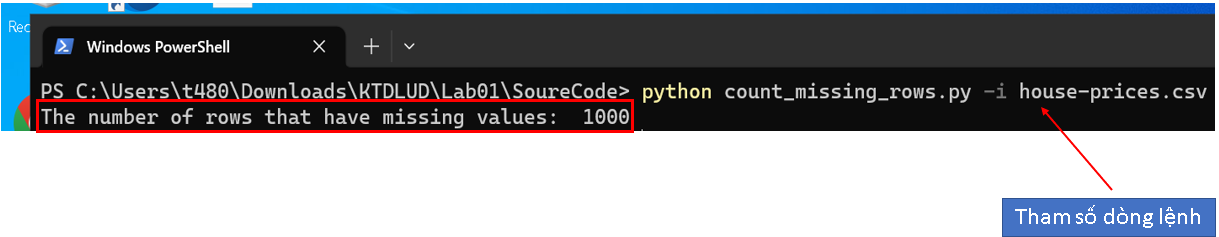 Rec
Windows PowerShell
PS C:\Users\t480\Downloads\KTDLUD\Lab01\SoureCode> python count_missing_rows.py -i house-prices.csv
The number of rows that have missing values:  1000
Tham số dòng lệnh